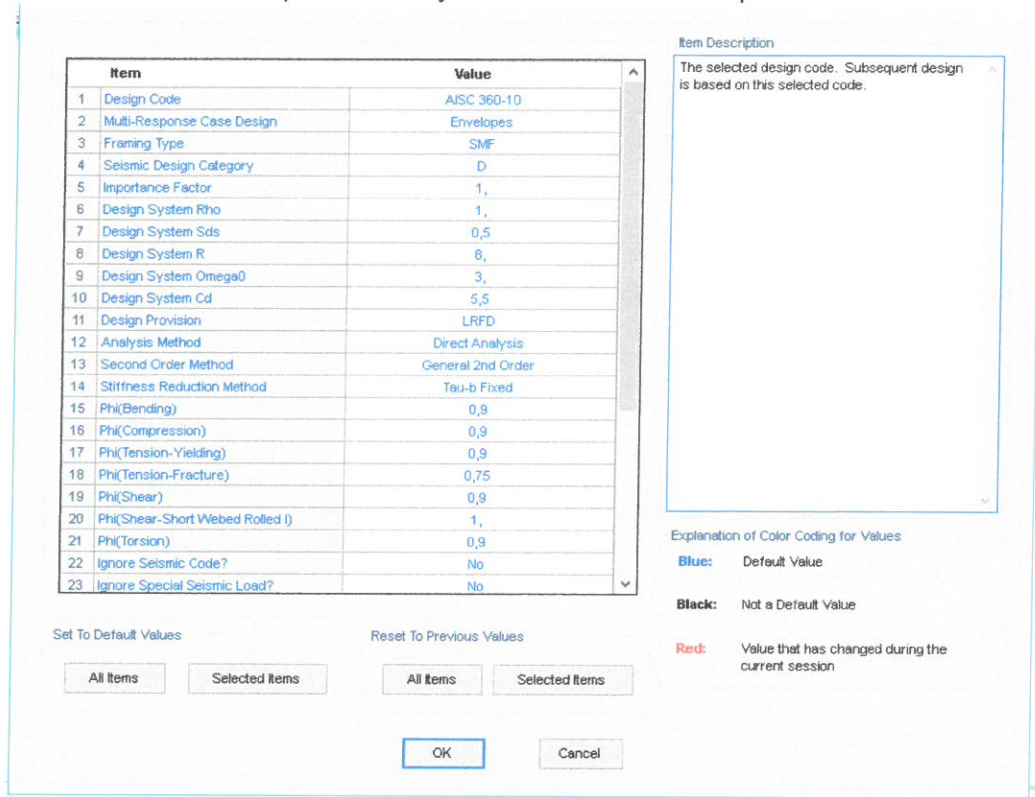 Item Description
The selected design code. Subsequent design
is based on this selected code.
Item Value
1 Design Code AISC 360-10
2 Multi-Response Case Design Envelopes
3 Framing Type SMF
4 Seismic Design Category D
5 Importance Factor 1,
6 Design System Rho 1,
7 Design System Sds 0,5
8 Design System R 8,
9 Design System Omega0 3,
10 Design System Cd 5,5
11 Design Provision LRFD
12 Analysis Method Direct Analysis
13 Second Order Method General 2nd Order
14 Stiffness Reduction Method Tau-b Fixed
15 Phi(Bending) 0,9
16 Phi(Compression) 0,9
17 Phi(Tension-Yielding) 0,9
18 Phi(Tension-Fracture) 0,75
19 Phi(Shear) 0,9
20 Phi(Shear-Short Webed Rolled I) 1,
21 Phi(Torsion) 0,9
22 Ignore Seismic Code? No
23 Ignore Special Seismic Load? No
Explanation of Color Coding for Values
Blue: Default Value
Black: Not a Default Value
Red: Value that has changed during the
current session
Set To Default Values
All Items Selected Items
Reset To Previous Values
All Items Selected Items
OK Cancel